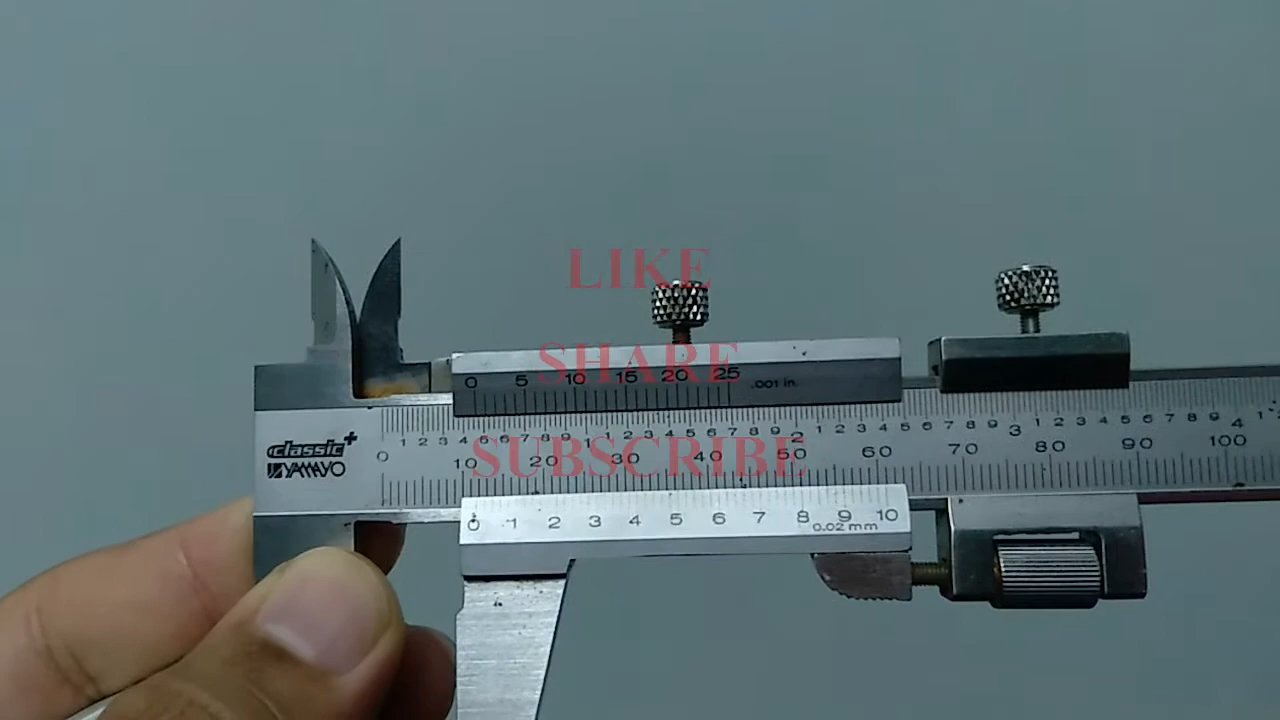 LIKE
SHARE
0 5 10 15 20 25 .001 in.
1 2 3 4 5 6 7 8 9 1 1 2 3 4 5 6 7 8 9 2 1 2 3 4 5 6 7 8 9 3 1 2 3 4 5 6 7 8 9 4
classic+
YAMAYO
SUBSCRIBE
0 10 20 30 40 50 60 70 80 90 100
0 1 2 3 4 5 6 7 8 9 10
0.02 mm